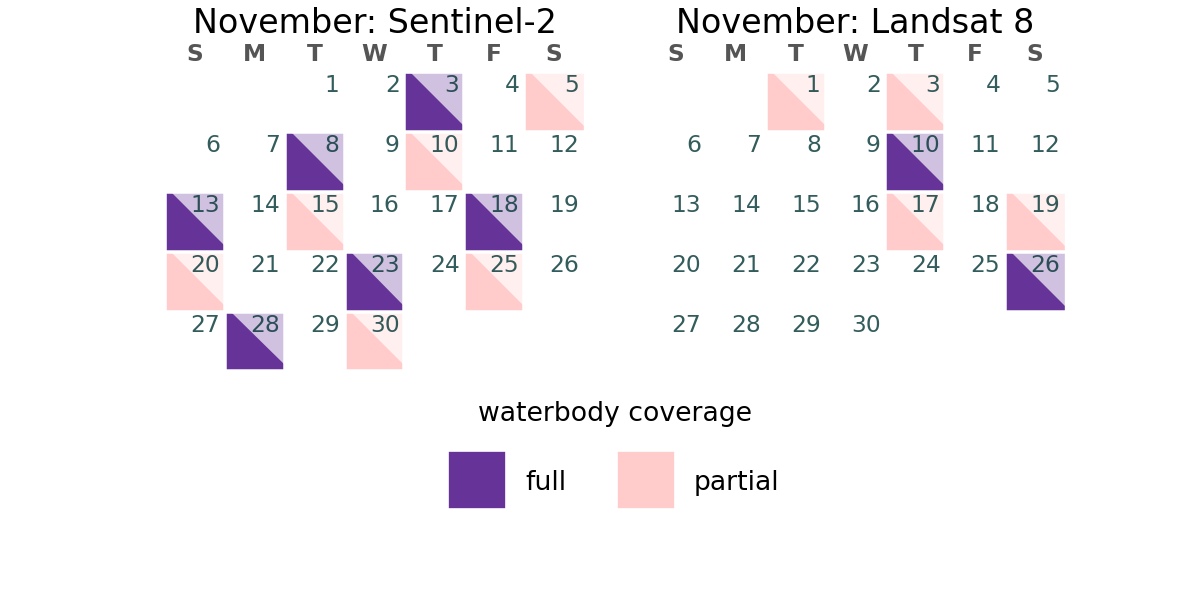 November: Sentinel-2
S M T W T F S
1 2 3 4 5
6 7 8 9 10 11 12
13 14 15 16 17 18 19
20 21 22 23 24 25 26
27 28 29 30
November: Landsat 8
S M T W T F S
1 2 3 4 5
6 7 8 9 10 11 12
13 14 15 16 17 18 19
20 21 22 23 24 25 26
27 28 29 30
waterbody coverage
full partial